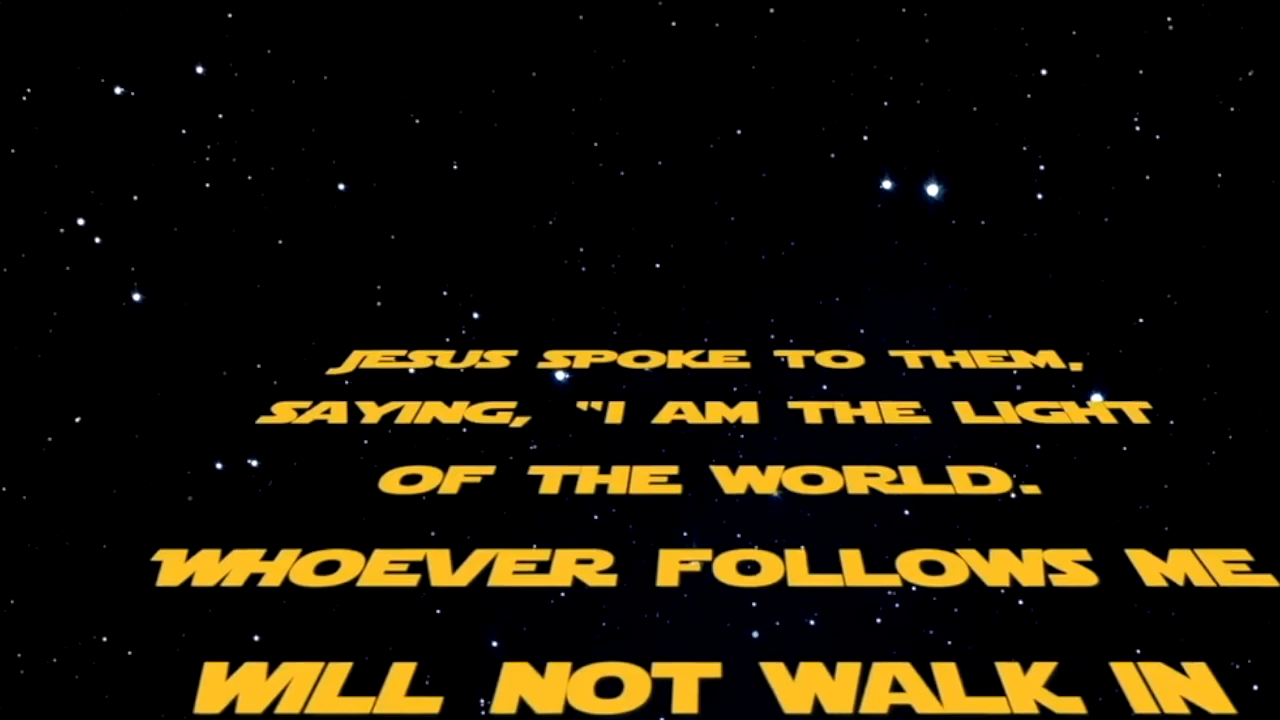 JESUS SPOKE TO THEM,
SAYING, “I AM THE LIGHT
OF THE WORLD.
WHOEVER FOLLOWS ME
WILL NOT WALK IN